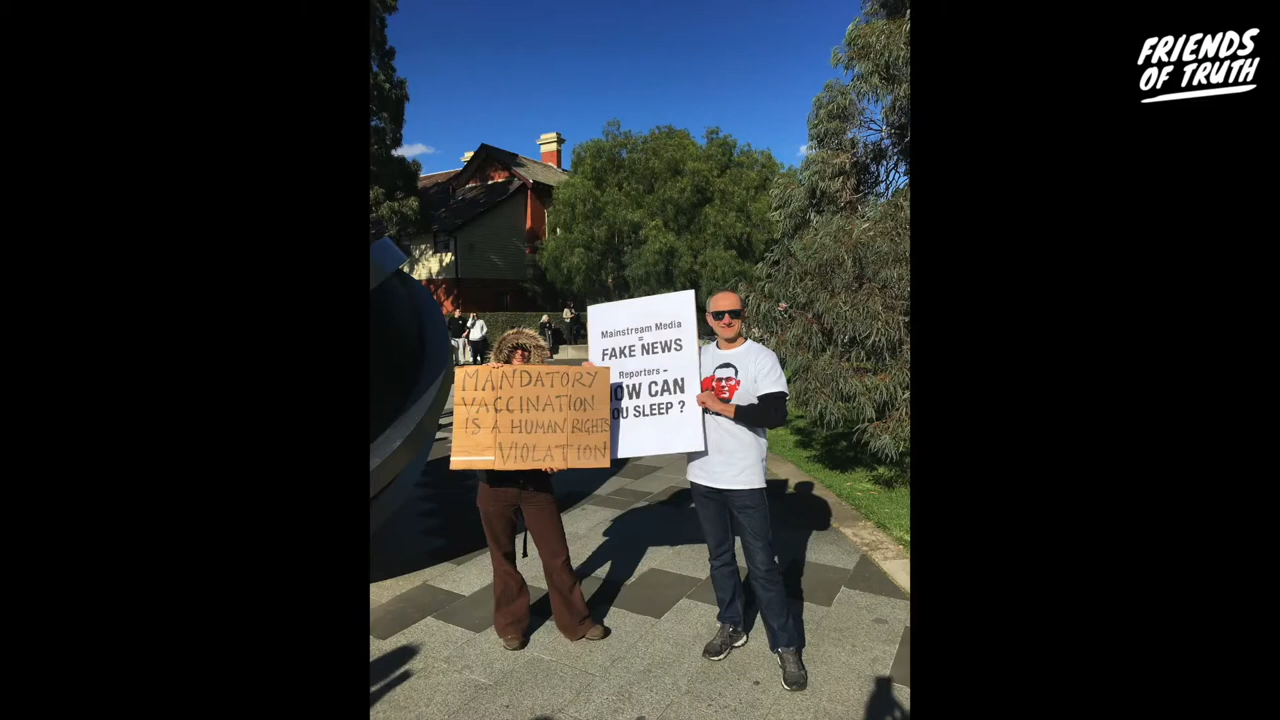 FRIENDS
OF TRUTH
Mainstream Media
=
FAKE NEWS
Reporters –
OW CAN
OU SLEEP ?
MANDATORY
VACCINATION
IS A HUMAN RIGHTS
VIOLATION